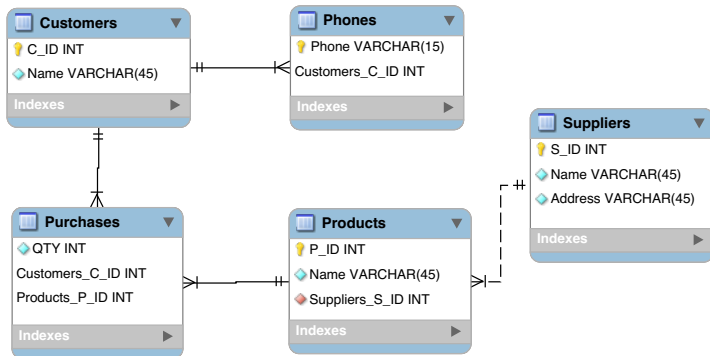 Customers
C_ID INT
Name VARCHAR(45)
Indexes
Phones
Phone VARCHAR(15)
Customers_C_ID INT
Indexes
Suppliers
S_ID INT
Name VARCHAR(45)
Address VARCHAR(45)
Indexes
Purchases
QTY INT
Customers_C_ID INT
Products_P_ID INT
Indexes
Products
P_ID INT
Name VARCHAR(45)
Suppliers_S_ID INT
Indexes